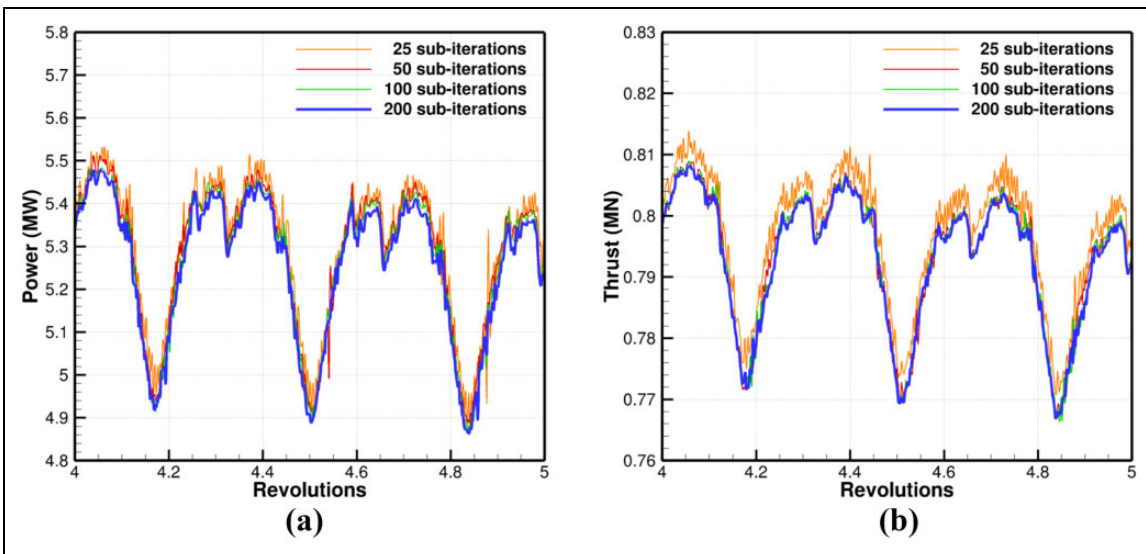 5.8
5.7
5.6
5.5
5.4
5.3
5.2
5.1
5
4.9
4.8
Power (MW)
25 sub-iterations
50 sub-iterations
100 sub-iterations
200 sub-iterations
4
4.2
4.4
4.6
4.8
5
Revolutions
(a)
0.83
0.82
0.81
0.8
0.79
0.78
0.77
0.76
Thrust (MN)
25 sub-iterations
50 sub-iterations
100 sub-iterations
200 sub-iterations
4
4.2
4.4
4.6
4.8
5
Revolutions
(b)